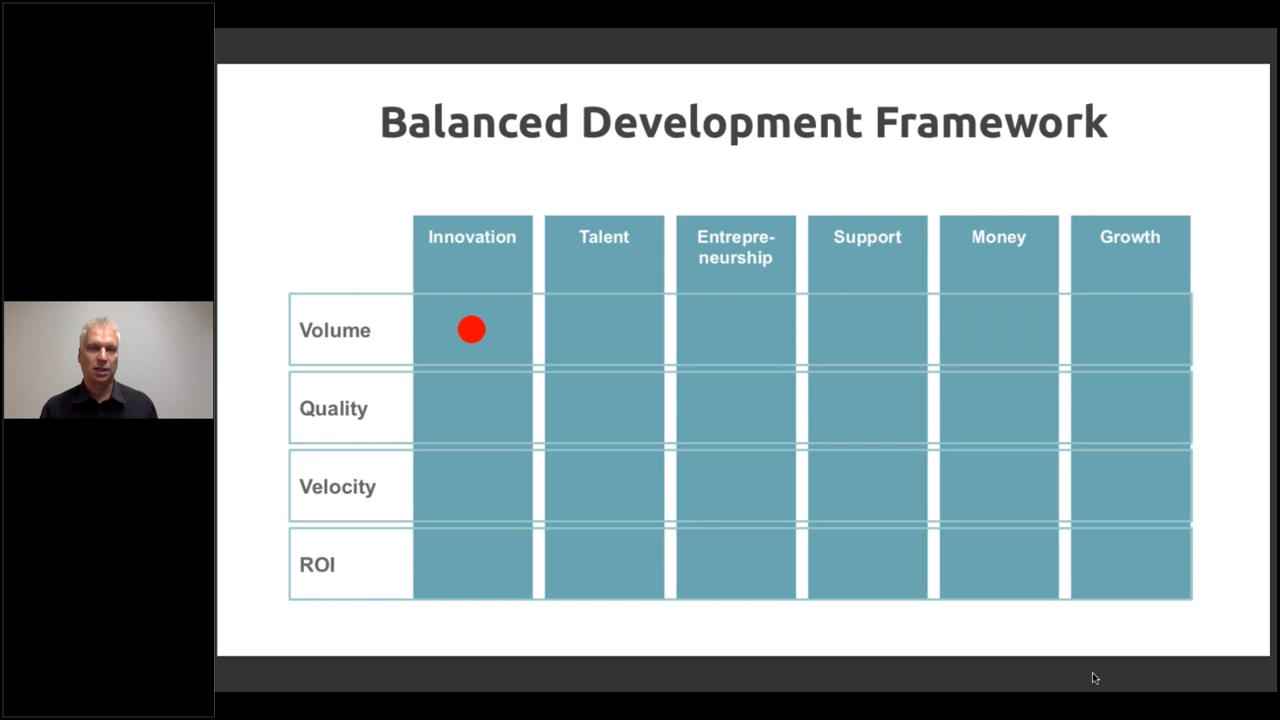 Balanced Development Framework
Innovation Talent Entrepre- Support Money Growth
neurship
Volume
Quality
Velocity
ROI